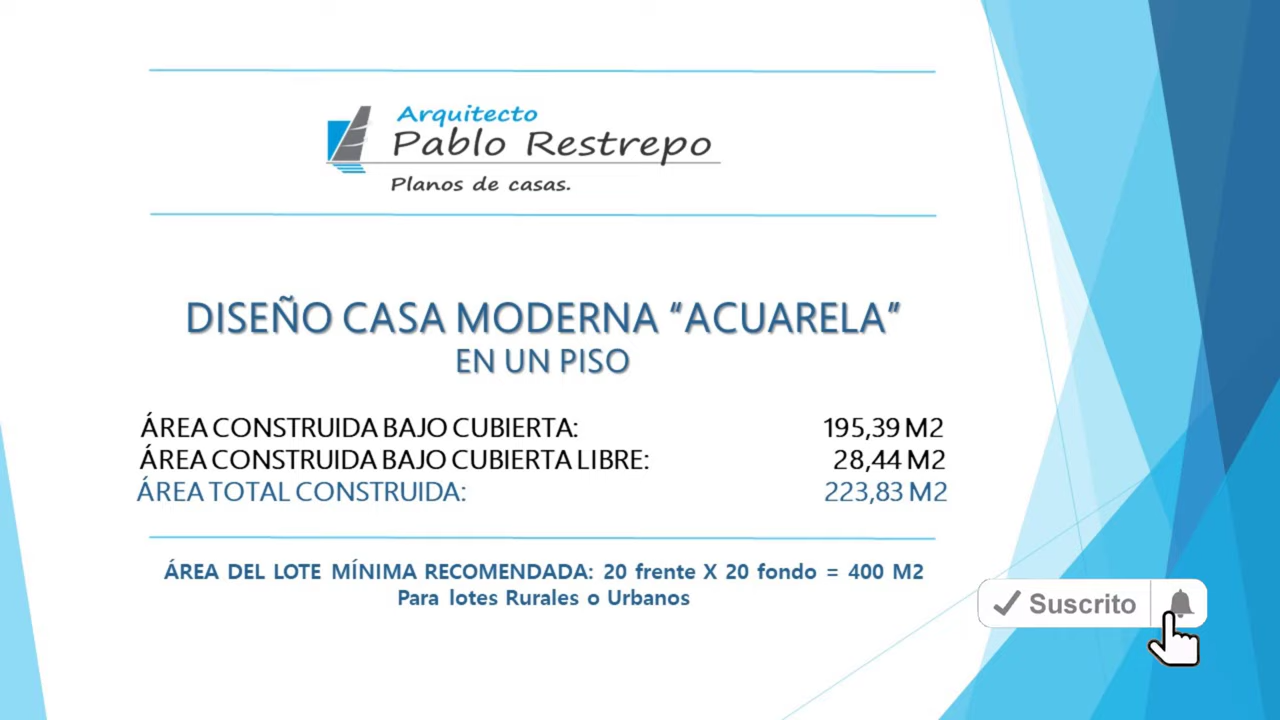 Arquitecto
Pablo Restrepo
Planos de casas.
DISEÑO CASA MODERNA “ACUARELA”
EN UN PISO
ÁREA CONSTRUIDA BAJO CUBIERTA: 195,39 M2
ÁREA CONSTRUIDA BAJO CUBIERTA LIBRE: 28,44 M2
ÁREA TOTAL CONSTRUIDA: 223,83 M2
ÁREA DEL LOTE MÍNIMA RECOMENDADA: 20 frente X 20 fondo = 400 M2
Para lotes Rurales o Urbanos
Suscrito